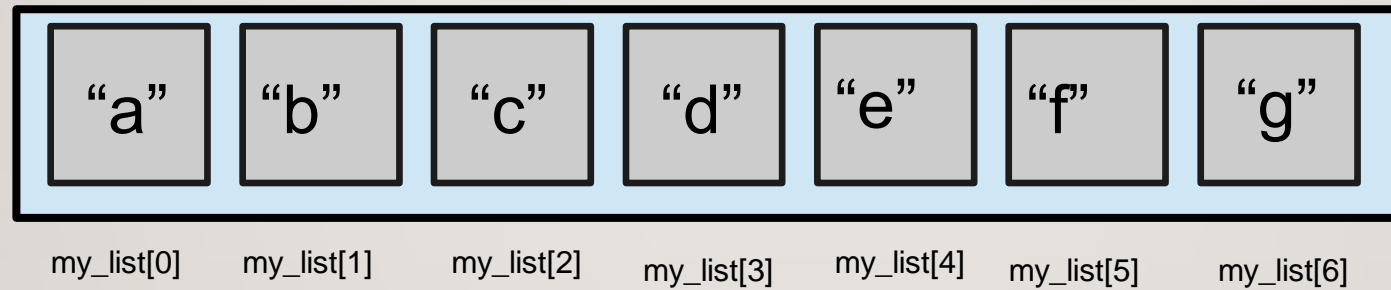 “a” “b” “c” “d” “e” “f” “g”
my_list[0] my_list[1] my_list[2] my_list[3] my_list[4] my_list[5] my_list[6]